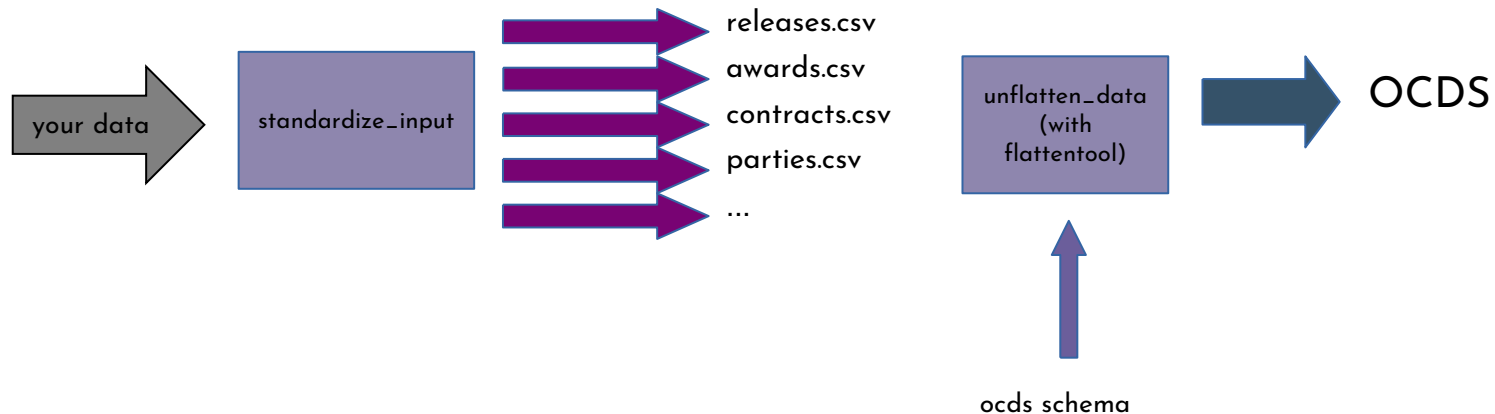 your data
standardize_input
releases.csv
awards.csv
contracts.csv
parties.csv
...
unflatten_data
(with
flattentool)
OCDS
ocds schema